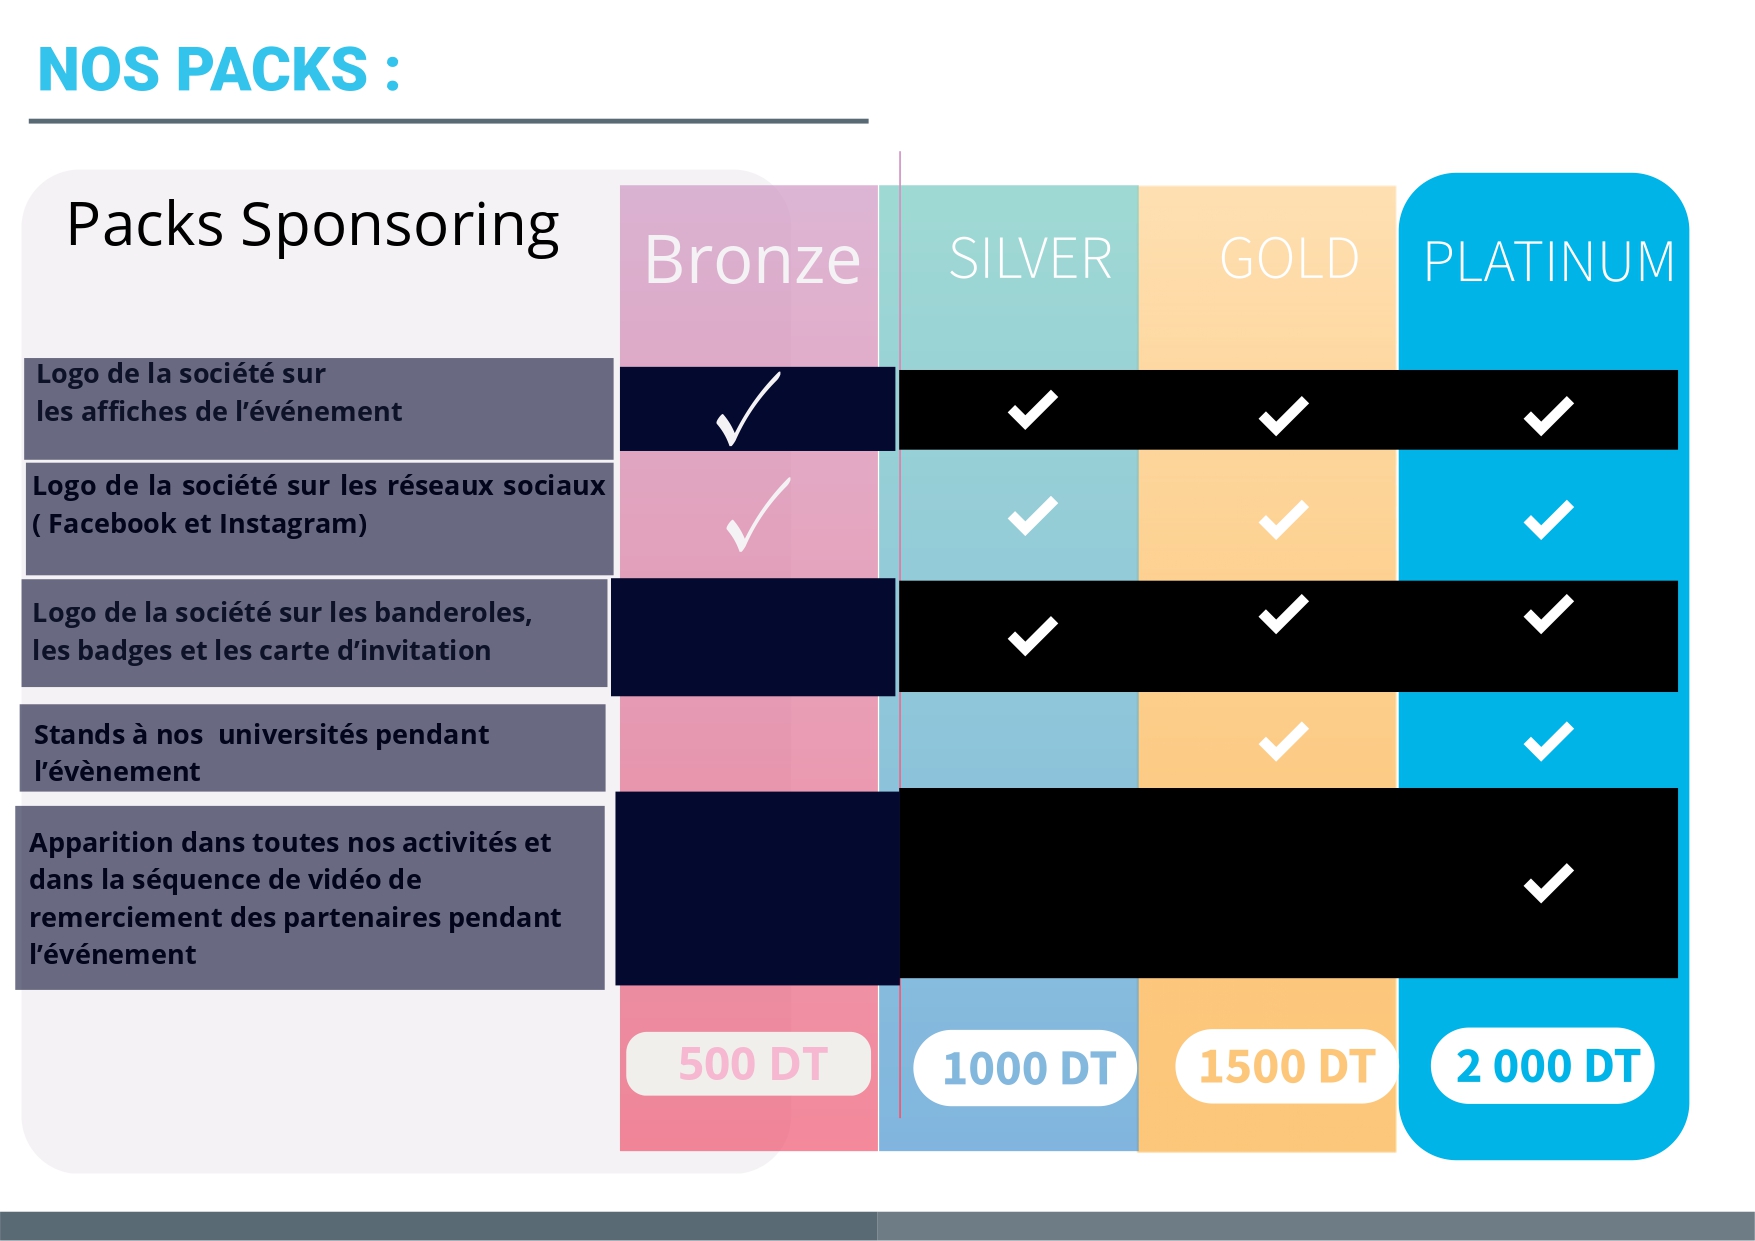 NOS PACKS :
Packs Sponsoring
Bronze
SILVER
GOLD
PLATINUM
Logo de la société sur
les affiches de l’événement
Logo de la société sur les réseaux sociaux
( Facebook et Instagram)
Logo de la société sur les banderoles,
les badges et les carte d’invitation
Stands à nos  universités pendant
l’évènement
Apparition dans toutes nos activités et
dans la séquence de vidéo de
remerciement des partenaires pendant
l’événement
500 DT
1000 DT
1500 DT
2 000 DT